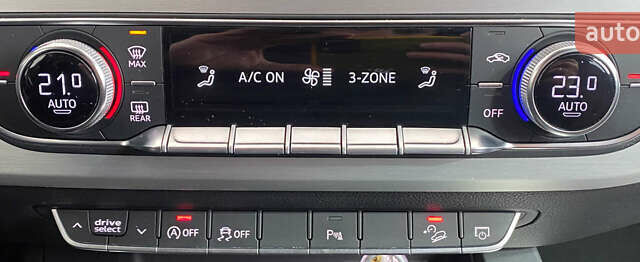 auto
21.0
AUTO
MAX
REAR
A/C ON
3-ZONE
OFF
23.0
AUTO
drive
select
A OFF
OFF
P